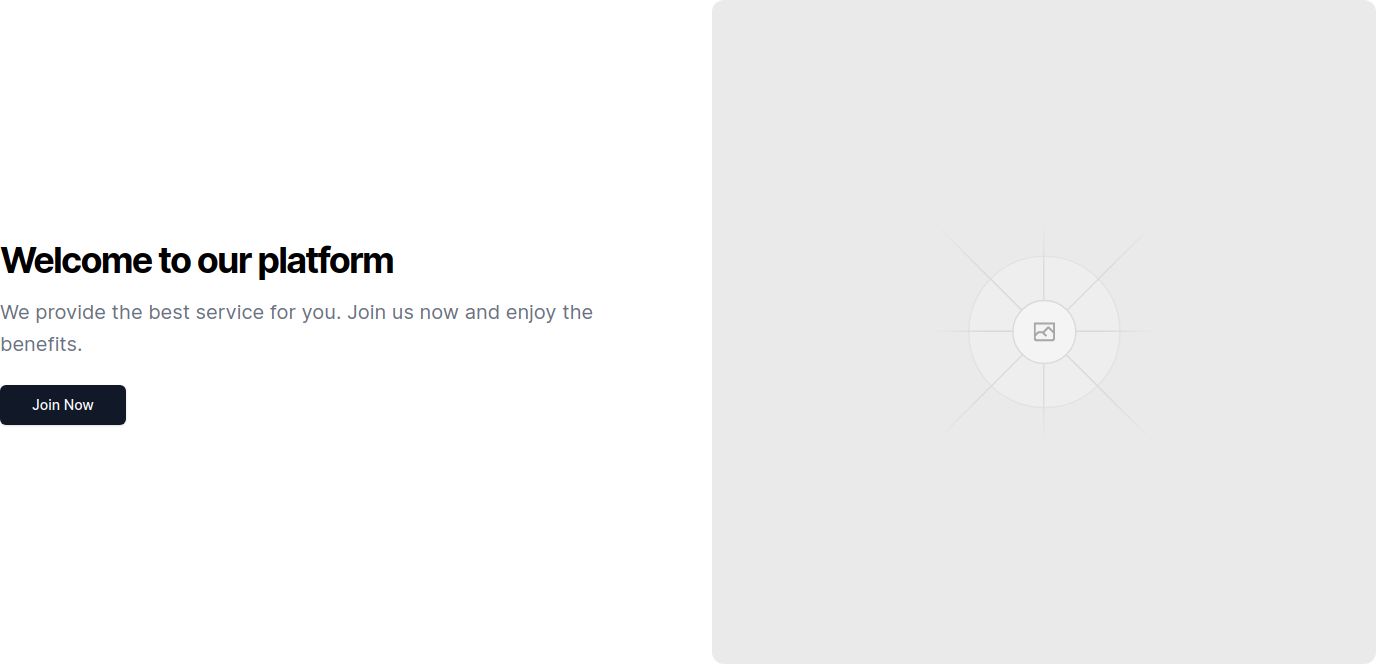 Welcome to our platform
We provide the best service for you. Join us now and enjoy the
benefits.
Join Now